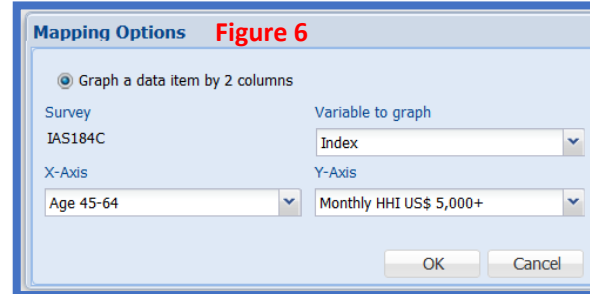 Mapping Options Figure 6
Graph a data item by 2 columns
Survey Variable to graph
IAS184C Index
X-Axis Y-Axis
Age 45-64 Monthly HHI US$ 5,000+
OK Cancel